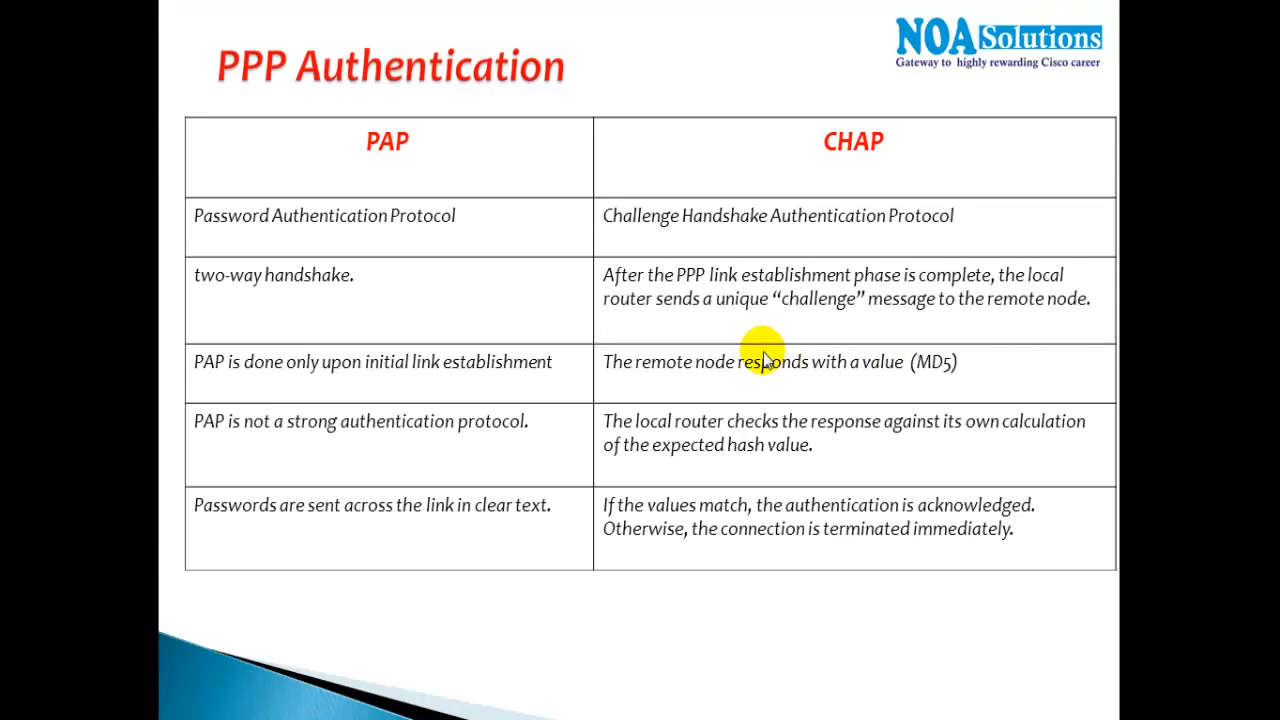 NOA Solutions
Gateway to highly rewarding Cisco career
PPP Authentication
PAP
CHAP
Password Authentication Protocol
Challenge Handshake Authentication Protocol
two-way handshake.
After the PPP link establishment phase is complete, the local
router sends a unique “challenge” message to the remote node.
PAP is done only upon initial link establishment
The remote node responds with a value (MD5)
PAP is not a strong authentication protocol.
The local router checks the response against its own calculation
of the expected hash value.
Passwords are sent across the link in clear text.
If the values match, the authentication is acknowledged.
Otherwise, the connection is terminated immediately.